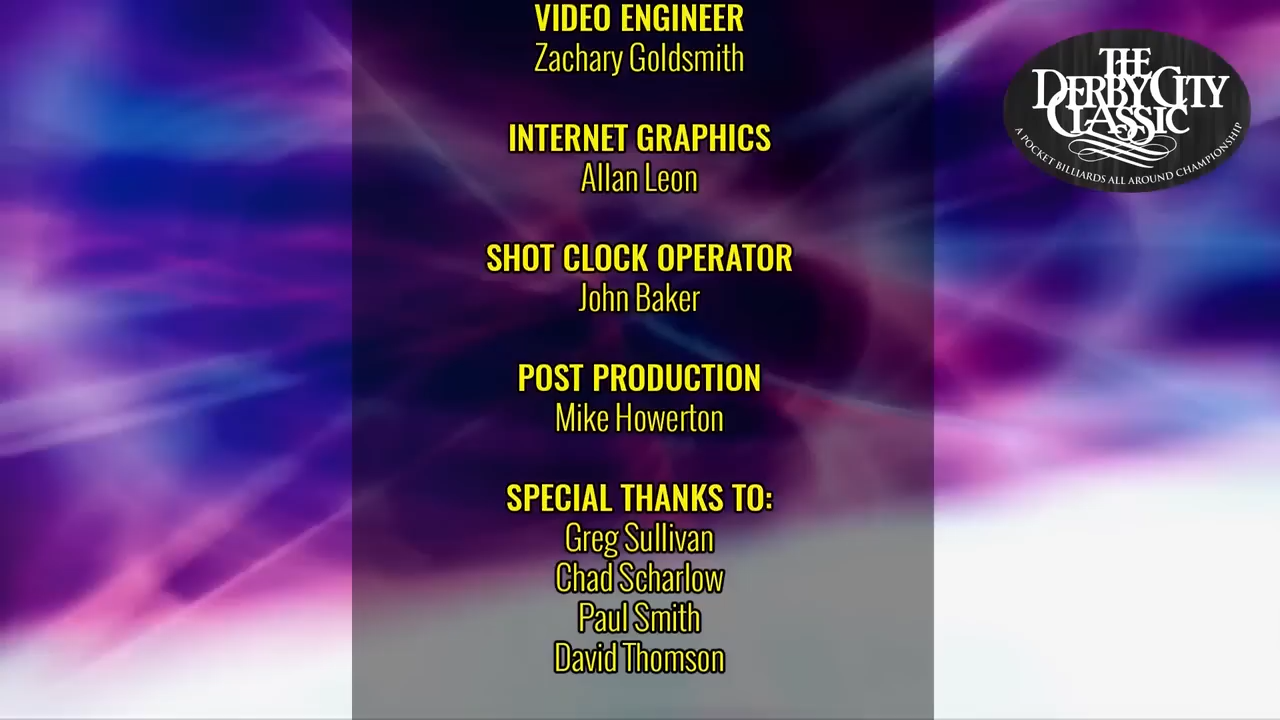 VIDEO ENGINEER
Zachary Goldsmith
INTERNET GRAPHICS
Allan Leon
SHOT CLOCK OPERATOR
John Baker
POST PRODUCTION
Mike Howerton
SPECIAL THANKS TO:
Greg Sullivan
Chad Scharlow
Paul Smith
David Thomson
THE
DERBY CITY
CLASSIC
A POCKET BILLIARDS ALL AROUND CHAMPIONSHIP